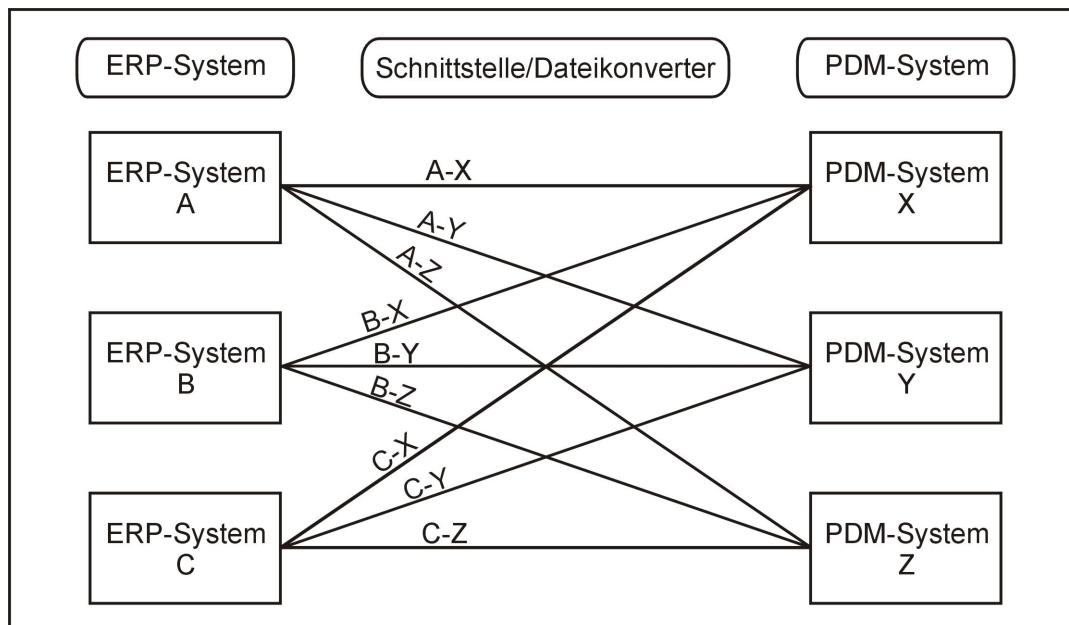 ERP-System
Schnittstelle/Dateikonverter
PDM-System
ERP-System
A
A-X
PDM-System
X
A-Y
A-Z
ERP-System
B
B-X
B-Y
B-Z
PDM-System
Y
ERP-System
C
C-X
C-Y
C-Z
PDM-System
Z